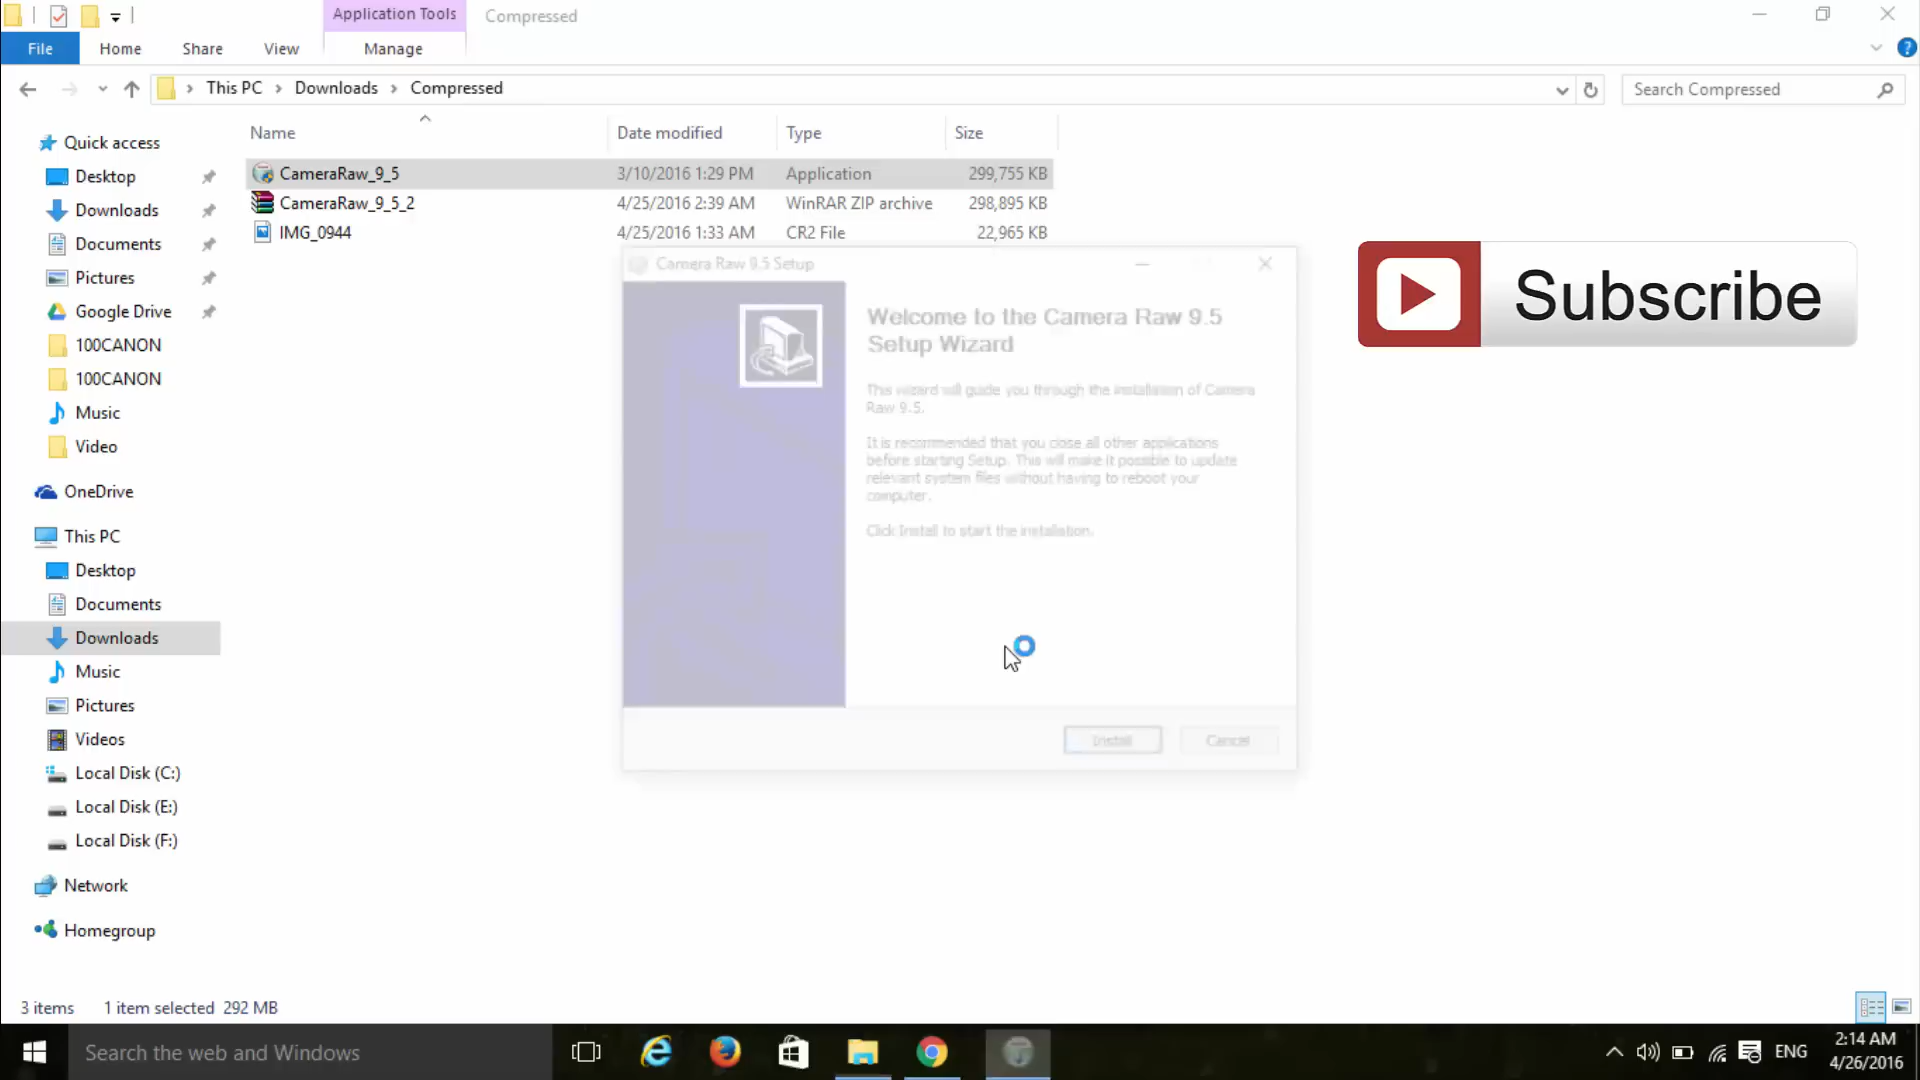 Application Tools
Compressed
File
Home
Share
View
Manage
This PC
Downloads
Compressed
Search Compressed
Name
Date modified
Type
Size
CameraRaw_9_5
3/10/2016 1:29 PM
Application
299,755 KB
CameraRaw_9_5_2
4/25/2016 2:39 AM
WinRAR ZIP archive
298,895 KB
IMG_0944
4/25/2016 1:33 AM
CR2 File
22,965 KB
Quick access
Desktop
Downloads
Documents
Pictures
Google Drive
100CANON
100CANON
Music
Video
OneDrive
This PC
Desktop
Documents
Downloads
Music
Pictures
Videos
Local Disk (C:)
Local Disk (E:)
Local Disk (F:)
Network
Homegroup
Camera Raw 9.5 Setup
Welcome to the Camera Raw 9.5
Setup Wizard
This wizard will guide you through the installation of Camera
Raw 9.5.
It is recommended that you close all other applications
before starting Setup. This will make it possible to update
relevant system files without having to reboot your
computer.
Click Install to start the installation.
Install
Cancel
Subscribe
3 items
1 item selected 292 MB
Search the web and Windows
ENG
2:14 AM
4/26/2016